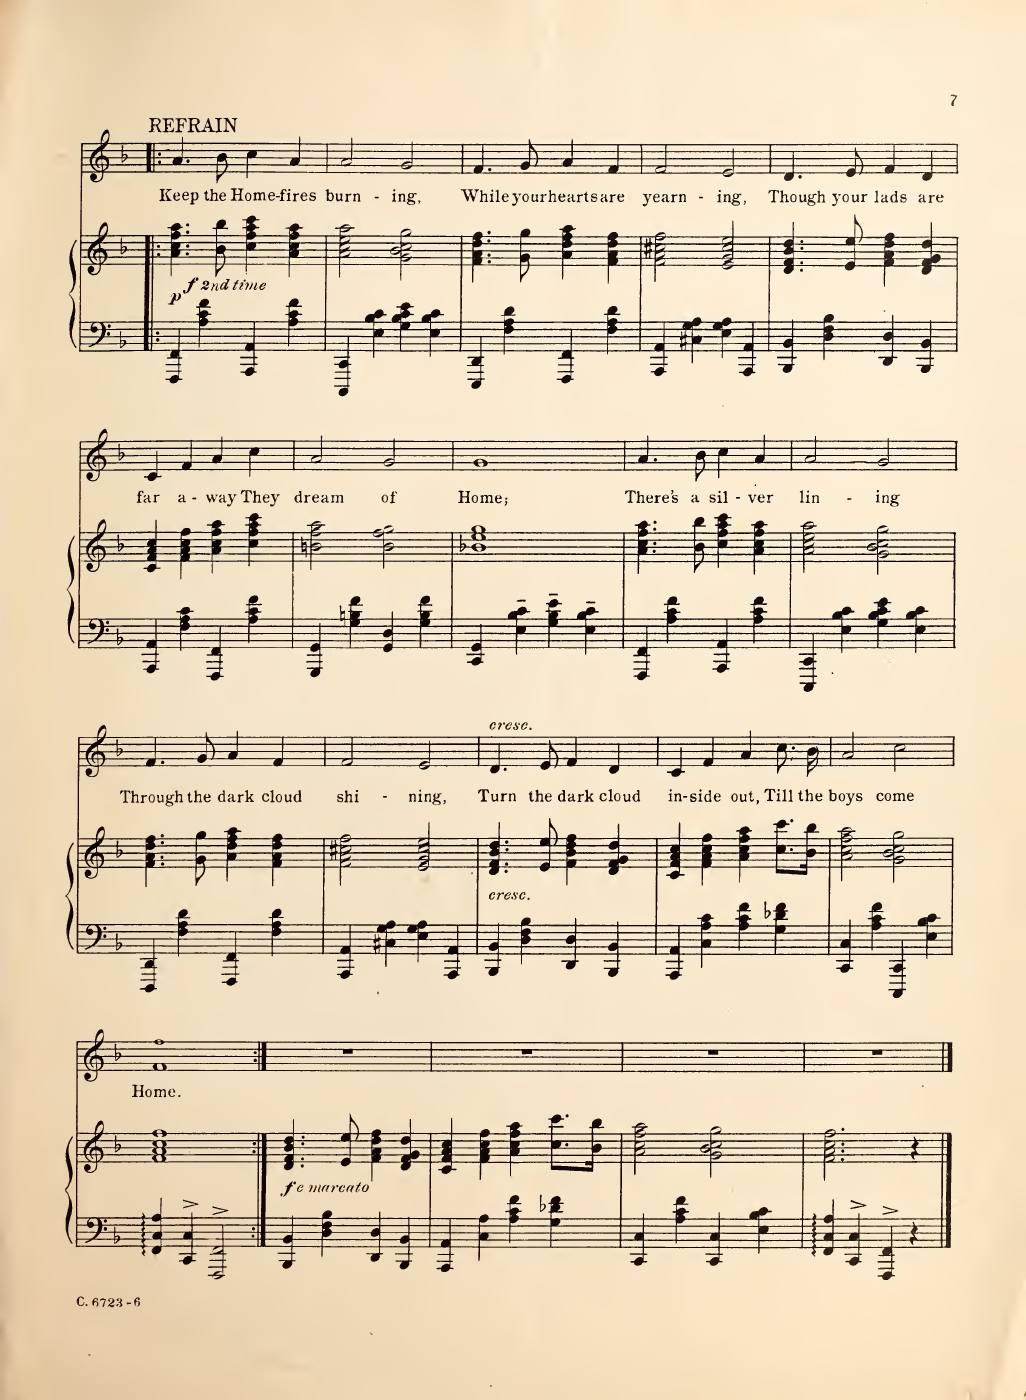 7
REFRAIN
Keep the Home-fires burn - ing, While your hearts are yearn - ing, Though your lads are
f 2nd time
p
far a - way They dream of Home; There's a sil - ver lin - ing
cresc.
Through the dark cloud shi - ning, Turn the dark cloud in-side out, Till the boys come
cresc.
Home.
f e marcato
C. 6723-6